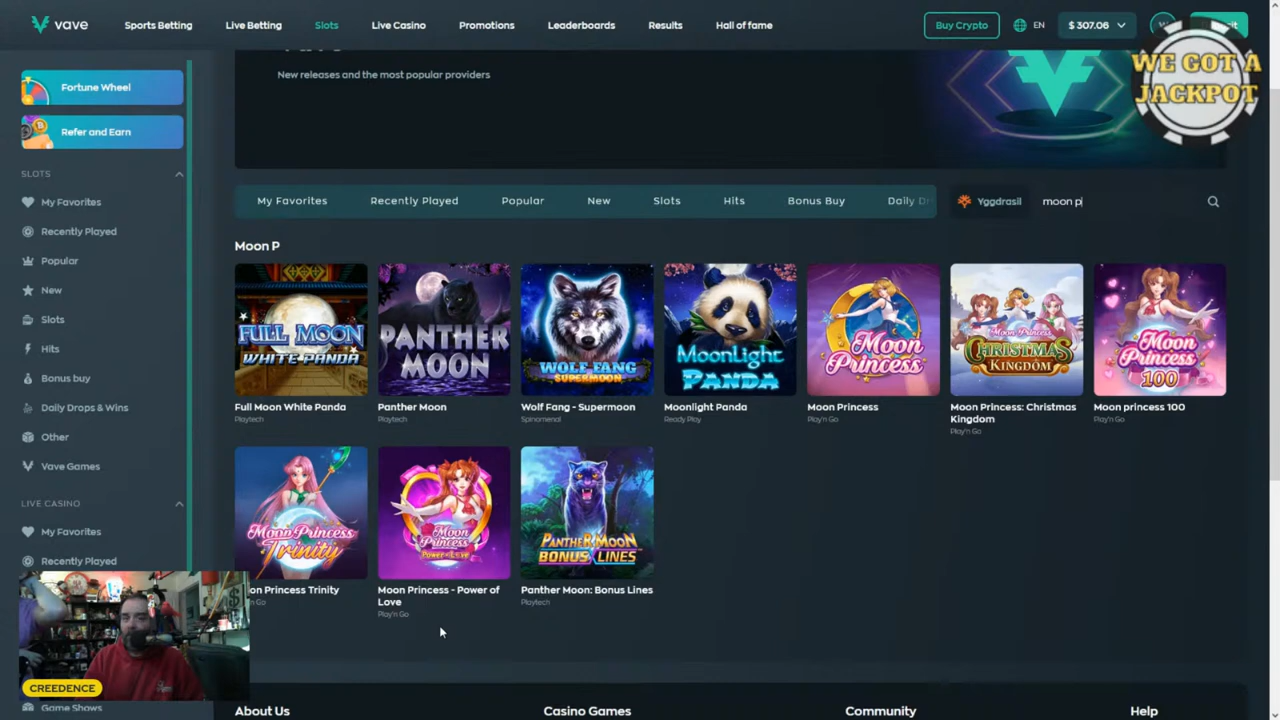 vave
Sports Betting
Live Betting
Slots
Live Casino
Promotions
Leaderboards
Results
Hall of fame
Buy Crypto
EN
$ 307.06
WE GOT A
JACKPOT
Fortune Wheel
Refer and Earn
SLOTS
My Favorites
Recently Played
Popular
New
Slots
Hits
Bonus buy
Daily Drops & Wins
Other
Vave Games
LIVE CASINO
My Favorites
Recently Played
CREEDENCE
Game Shows
New releases and the most popular providers
My Favorites
Recently Played
Popular
New
Slots
Hits
Bonus Buy
Daily Dr
Yggdrasil
moon p
Moon P
FULL MOON
WHITE PANDA
PANTHER
MOON
WOLF FANG
SUPERMOON
MoonLight
PANDA
Moon
Princess
Moon Princess
CHRISTMAS
KINGDOM
Moon
Princess
100
Full Moon White Panda
Playtech
Panther Moon
Playtech
Wolf Fang - Supermoon
Spinomenal
Moonlight Panda
Ready Play
Moon Princess
Play'n Go
Moon Princess: Christmas
Kingdom
Play'n Go
Moon princess 100
Play'n Go
Moon Princess
Trinity
Moon
Princess
Power of Love
PANTHER MOON
BONUS LINES
on Princess Trinity
n Go
Moon Princess - Power of
Love
Play'n Go
Panther Moon: Bonus Lines
Playtech
About Us
Casino Games
Community
Help